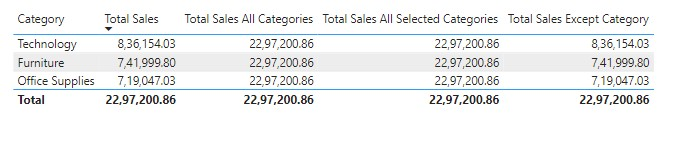 Category Total Sales Total Sales All Categories Total Sales All Selected Categories Total Sales Except Category
Technology 8,36,154.03 22,97,200.86 22,97,200.86 8,36,154.03
Furniture 7,41,999.80 22,97,200.86 22,97,200.86 7,41,999.80
Office Supplies 7,19,047.03 22,97,200.86 22,97,200.86 7,19,047.03
Total 22,97,200.86 22,97,200.86 22,97,200.86 22,97,200.86